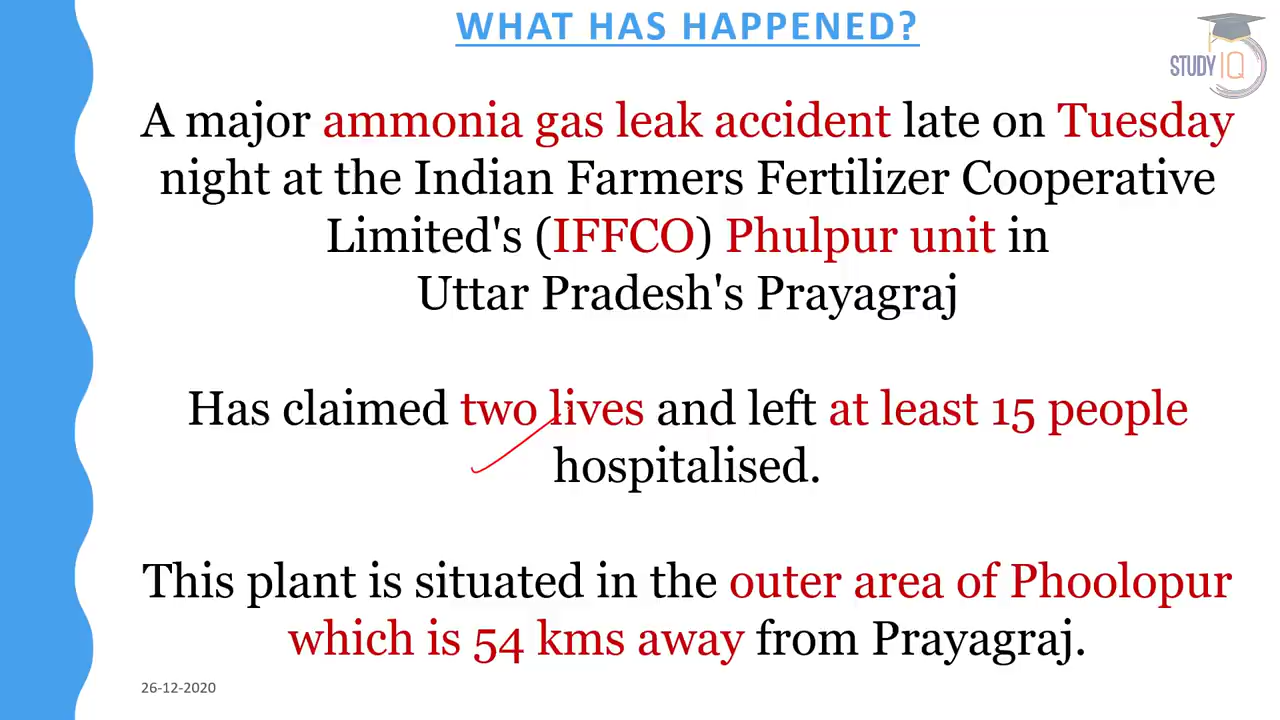 WHAT HAS HAPPENED?
STUDY IQ
A major ammonia gas leak accident late on Tuesday
night at the Indian Farmers Fertilizer Cooperative
Limited's (IFFCO) Phulpur unit in
Uttar Pradesh's Prayagraj
Has claimed two lives and left at least 15 people
hospitalised.
This plant is situated in the outer area of Phoolopur
which is 54 kms away from Prayagraj.
26-12-2020